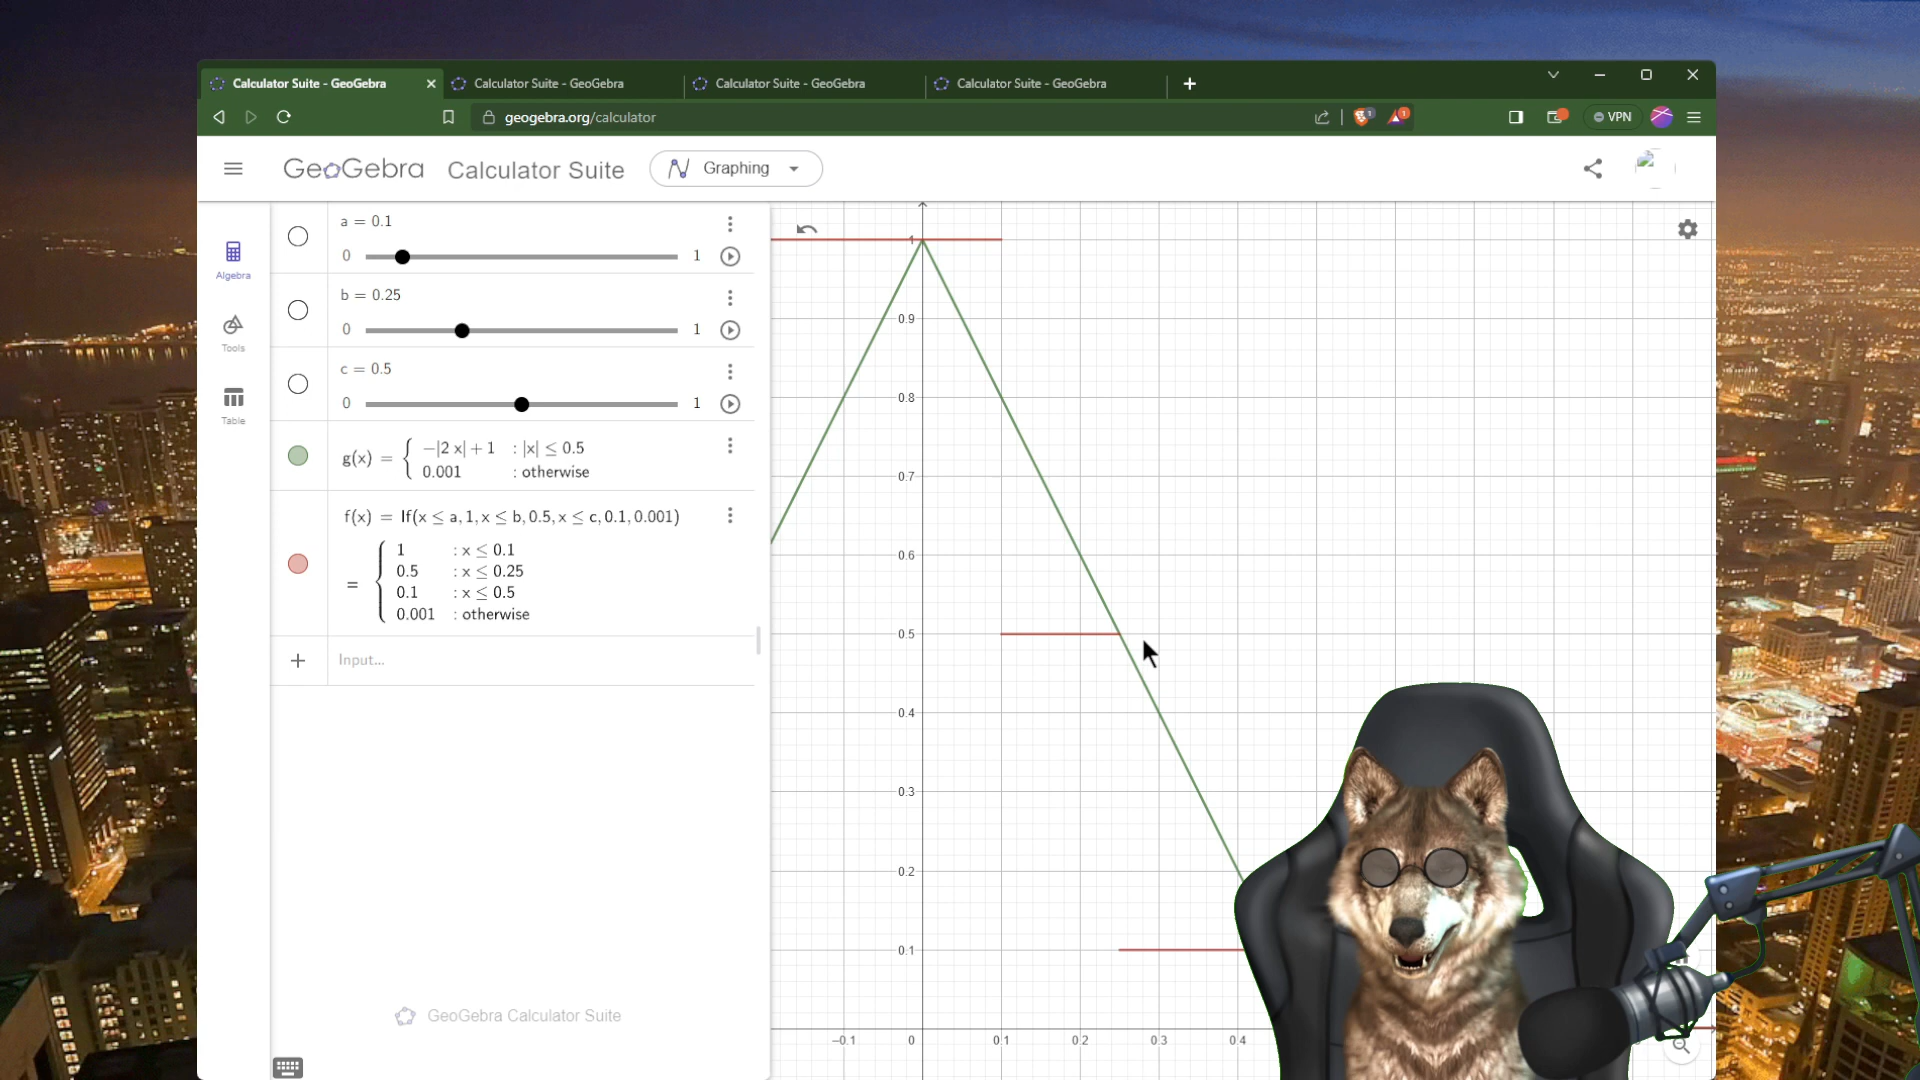 Calculator Suite - GeoGebra
Calculator Suite - GeoGebra
Calculator Suite - GeoGebra
Calculator Suite - GeoGebra
geogebra.org/calculator
1
1
VPN
GeoGebra Calculator Suite
Graphing
Algebra
Tools
Table
a = 0.1
0 1
b = 0.25
0 1
c = 0.5
0 1
g(x) = { −|2 x| + 1 : |x| ≤ 0.5
0.001 : otherwise
f(x) = If(x ≤ a, 1, x ≤ b, 0.5, x ≤ c, 0.1, 0.001)
= { 1 : x ≤ 0.1
0.5 : x ≤ 0.25
0.1 : x ≤ 0.5
0.001 : otherwise
Input...
GeoGebra Calculator Suite
1
0.9
0.8
0.7
0.6
0.5
0.4
0.3
0.2
0.1
−0.1 0 0.1 0.2 0.3 0.4